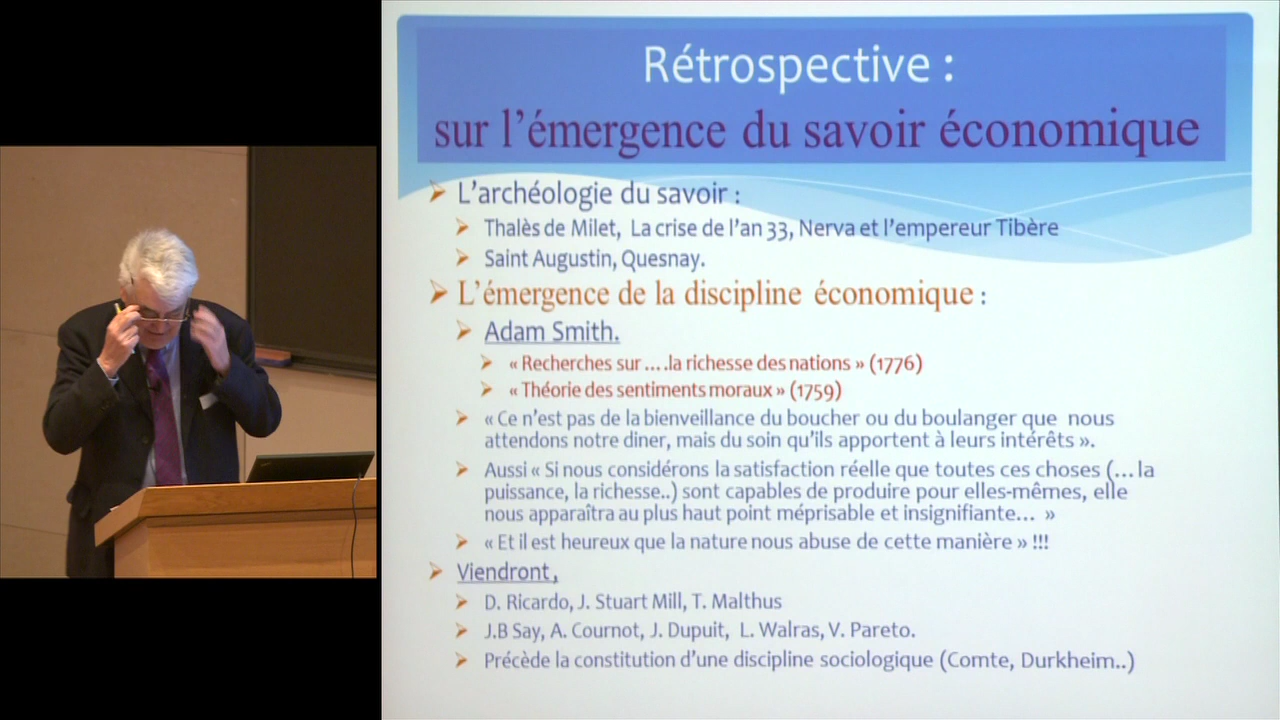 Rétrospective :
sur l'émergence du savoir économique
L'archéologie du savoir :
Thalès de Milet, La crise de l'an 33, Nerva et l'empereur Tibère
Saint Augustin, Quesnay.
L'émergence de la discipline économique :
Adam Smith.
« Recherches sur ….la richesse des nations » (1776)
« Théorie des sentiments moraux » (1759)
« Ce n'est pas de la bienveillance du boucher ou du boulanger que nous
attendons notre diner, mais du soin qu'ils apportent à leurs intérêts ».
Aussi « Si nous considérons la satisfaction réelle que toutes ces choses (…la
puissance, la richesse..) sont capables de produire pour elles-mêmes, elle
nous apparaîtra au plus haut point méprisable et insignifiante… »
« Et il est heureux que la nature nous abuse de cette manière » !!!
Viendront,
D. Ricardo, J. Stuart Mill, T. Malthus
J.B Say, A. Cournot, J. Dupuit, L. Walras, V. Pareto.
Précède la constitution d'une discipline sociologique (Comte, Durkheim..)